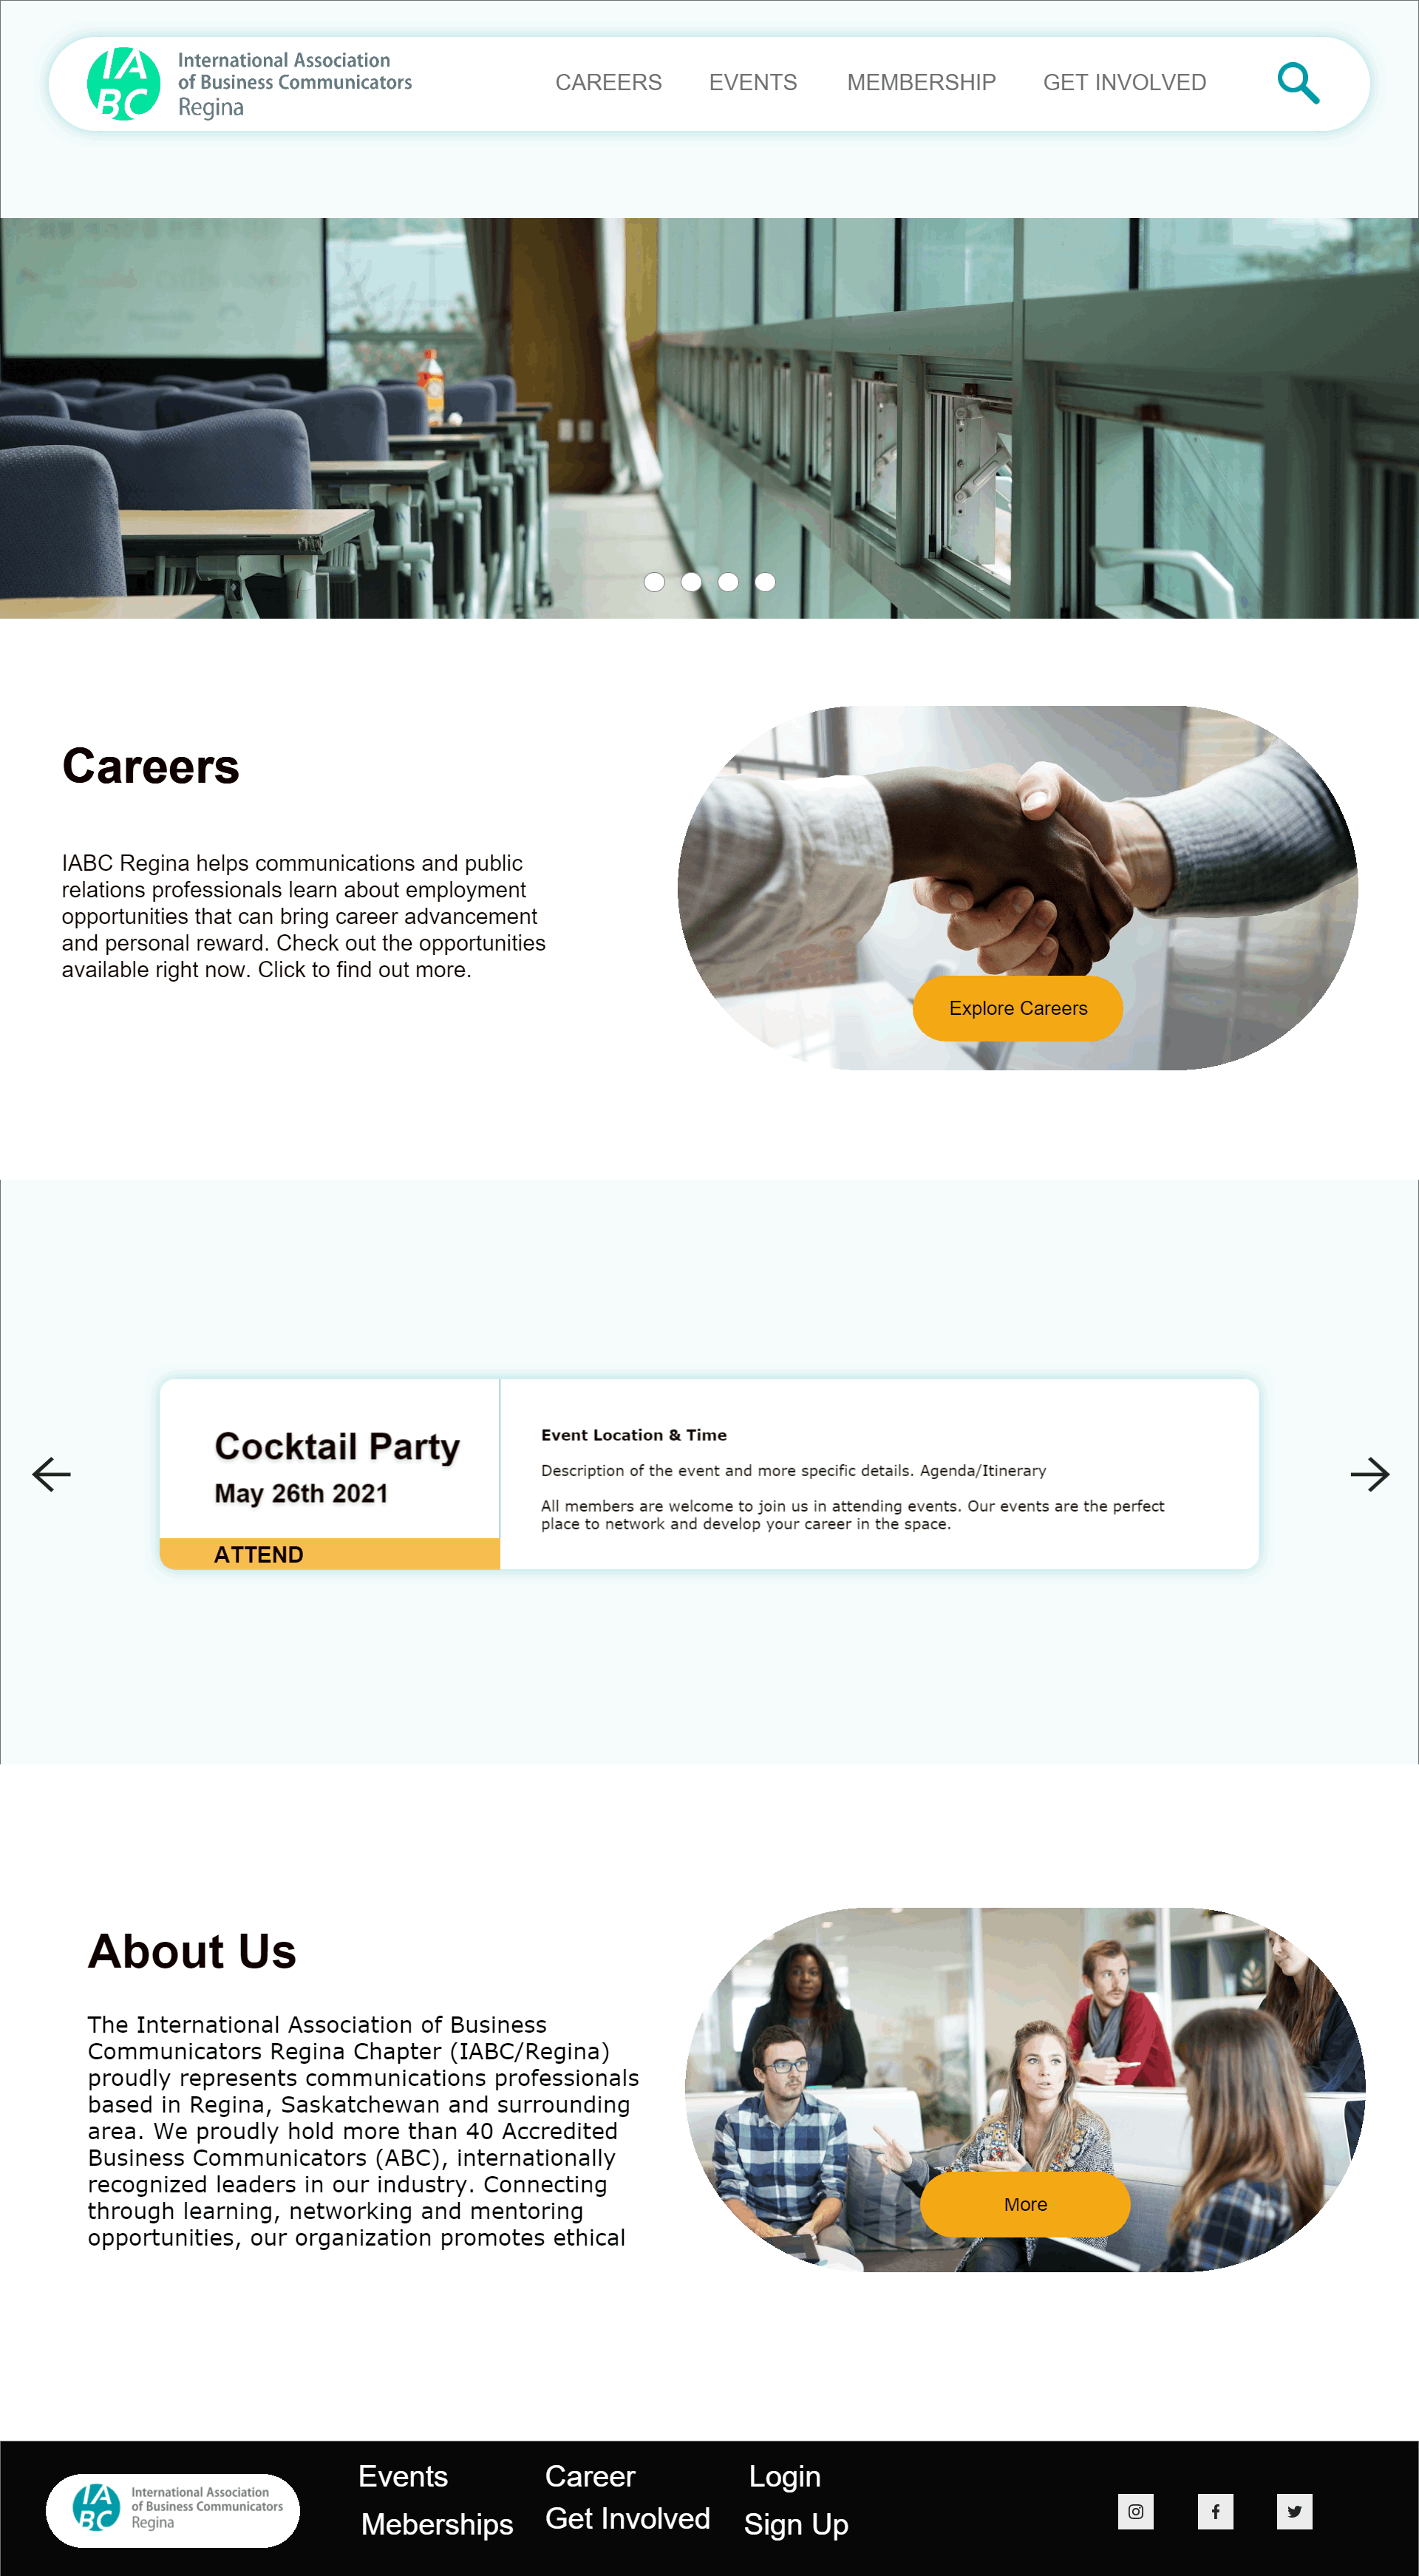 IABC
International Association
of Business Communicators
Regina
CAREERS EVENTS MEMBERSHIP GET INVOLVED
Careers
IABC Regina helps communications and public
relations professionals learn about employment
opportunities that can bring career advancement
and personal reward. Check out the opportunities
available right now. Click to find out more.
Explore Careers
Cocktail Party
May 26th 2021
ATTEND
Event Location & Time
Description of the event and more specific details. Agenda/Itinerary
All members are welcome to join us in attending events. Our events are the perfect
place to network and develop your career in the space.
About Us
The International Association of Business
Communicators Regina Chapter (IABC/Regina)
proudly represents communications professionals
based in Regina, Saskatchewan and surrounding
area. We proudly hold more than 40 Accredited
Business Communicators (ABC), internationally
recognized leaders in our industry. Connecting
through learning, networking and mentoring
opportunities, our organization promotes ethical
More
IABC
International Association
of Business Communicators
Regina
Events Career Login
Meberships Get Involved Sign Up